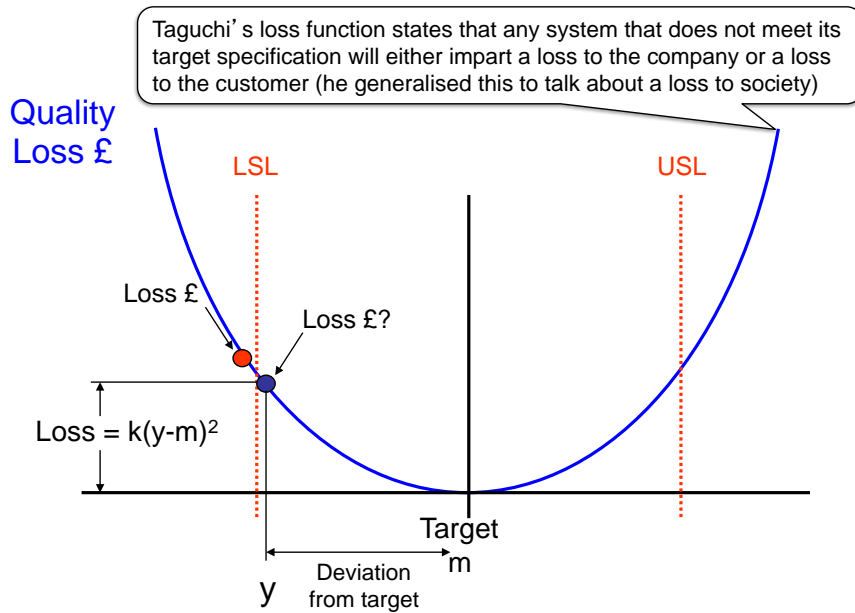 Taguchi’s loss function states that any system that does not meet its
target specification will either impart a loss to the company or a loss
to the customer (he generalised this to talk about a loss to society)
Quality
Loss £
LSL
USL
Loss £
Loss £?
Loss = k(y-m)²
Target
m
y
Deviation
from target